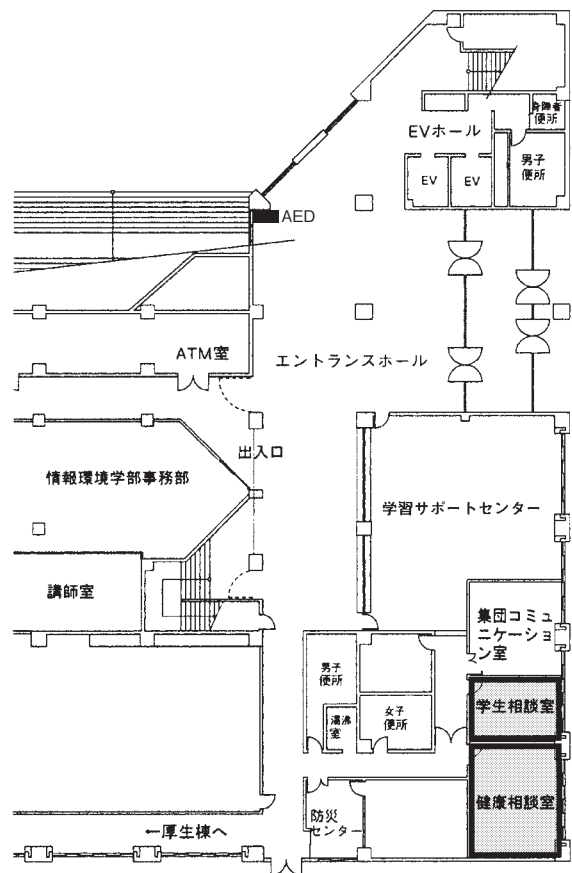 身障者
便所
EVホール
男子
便所
EV
EV
AED
ATM室
エントランスホール
出入口
情報環境学部事務部
学習サポートセンター
講師室
集団コミュ
ニケーショ
ン室
男子
便所
学生相談室
湯沸
室
女子
便所
健康相談室
防災
センター
←厚生棟へ